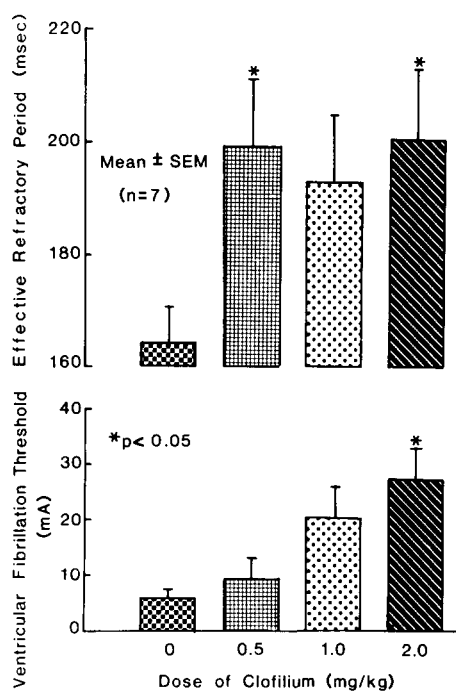 Effective Refractory Period (msec)
220
200
180
160
*
*
Mean ± SEM
(n=7)
Ventricular Fibrillation Threshold
(mA)
40
30
20
10
0
*p< 0.05
*
0 0.5 1.0 2.0
Dose of Clofilium (mg/kg)